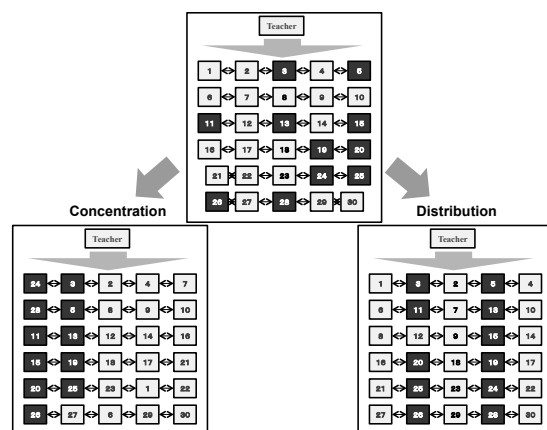 Teacher
1 2 3 4 5
6 7 8 9 10
11 12 13 14 15
16 17 18 19 20
21 22 23 24 25
26 27 28 29 30
Concentration
Teacher
24 3 2 4 7
28 5 8 9 10
11 13 12 14 16
15 19 18 17 21
20 25 23 1 22
26 27 6 29 30
Distribution
Teacher
1 3 2 5 4
6 11 7 13 10
8 12 9 15 14
16 20 18 19 17
21 25 23 24 22
27 26 29 28 30